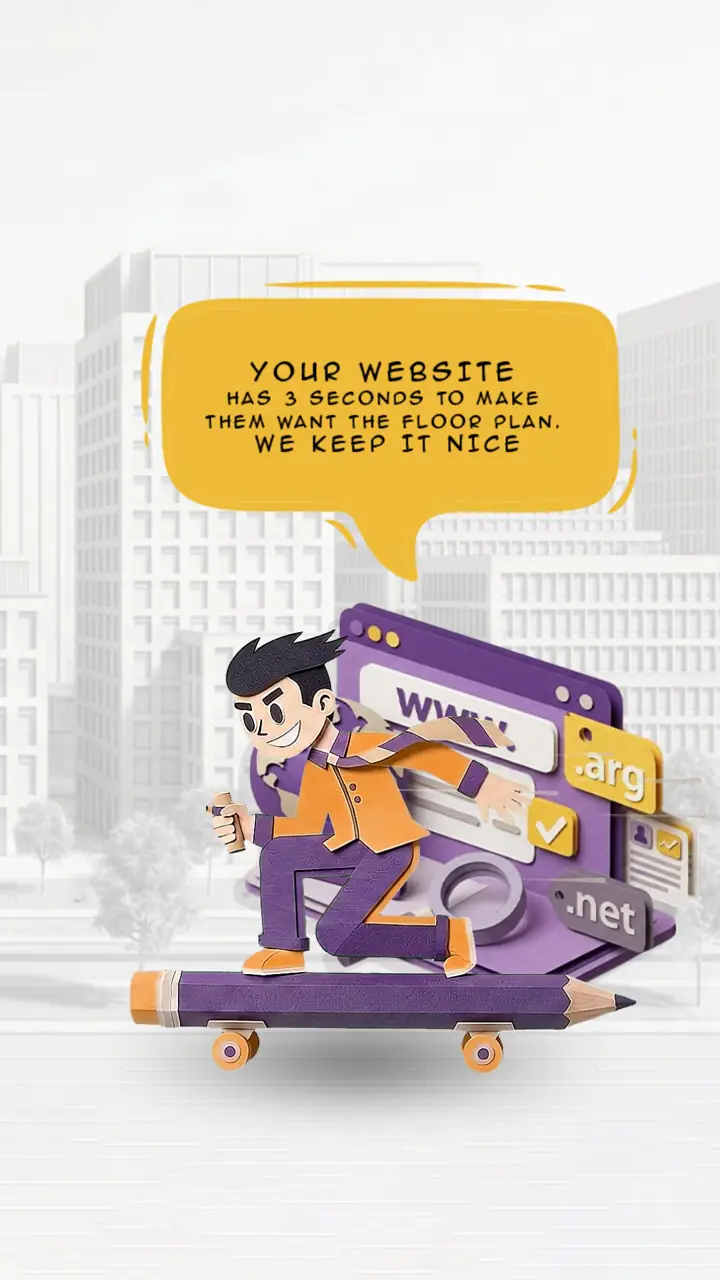 YOUR WEBSITE
HAS 3 SECONDS TO MAKE
THEM WANT THE FLOOR PLAN.
WE KEEP IT NICE
www.
.arg
.net